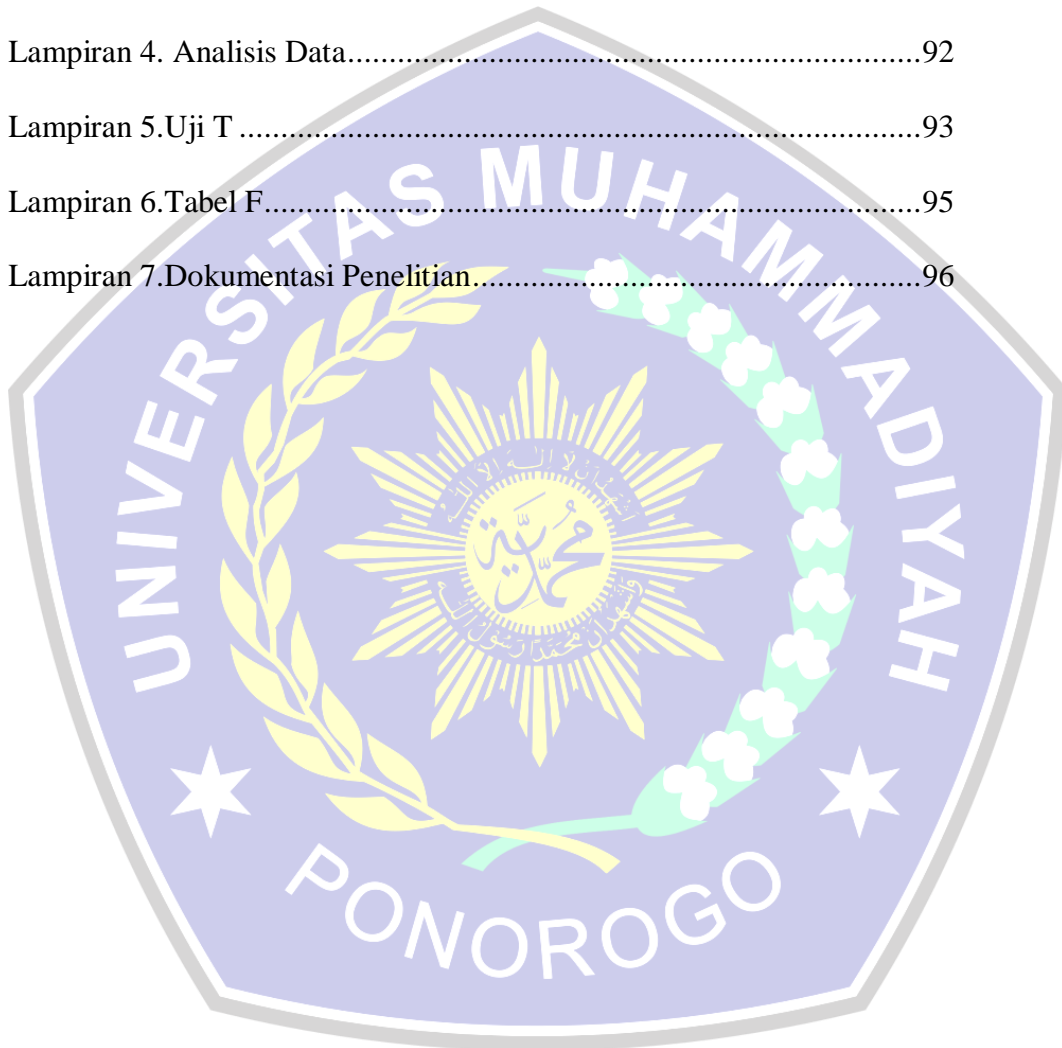 Lampiran 4. Analisis Data....................................................................92
Lampiran 5.Uji T .................................................................................93
Lampiran 6.Tabel F..............................................................................95
Lampiran 7.Dokumentasi Penelitian.....................................................96
UNIVERSITAS MUHAMMADIYAH
محمدية
PONOROGO